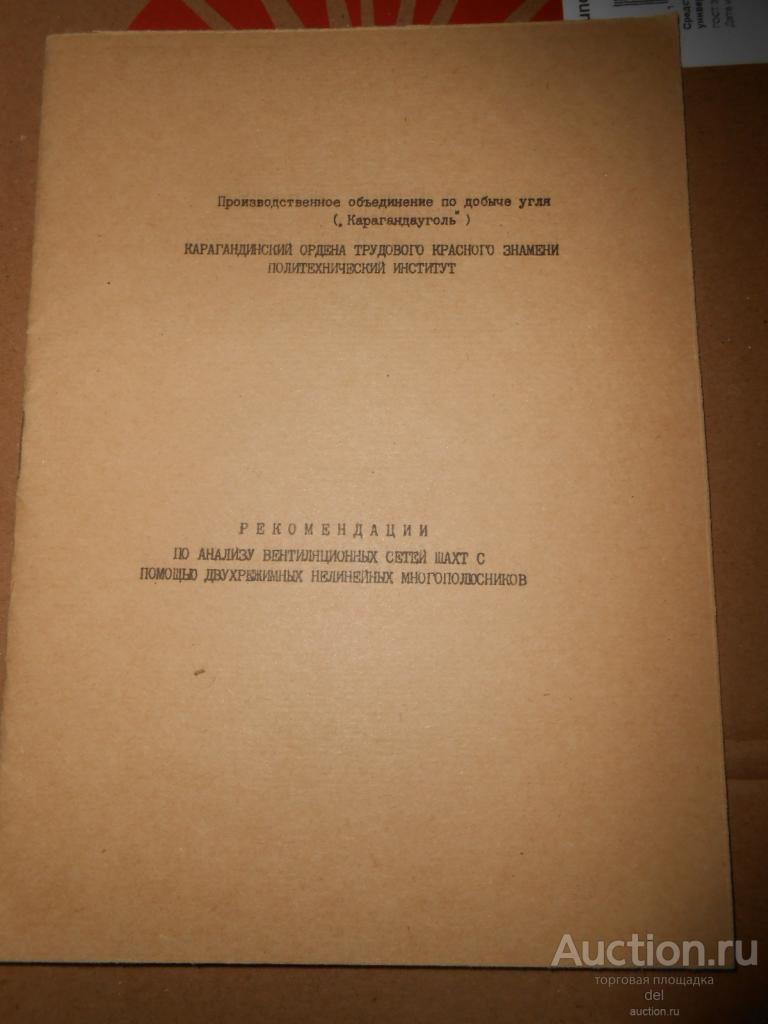 Производственное объединение по добыче угля
(„Карагандауголь")
КАРАГАНДИНСКИЙ ОРДЕНА ТРУДОВОГО КРАСНОГО ЗНАМЕНИ
ПОЛИТЕХНИЧЕСКИЙ ИНСТИТУТ
РЕКОМЕНДАЦИИ
ПО АНАЛИЗУ ВЕНТИЛЯЦИОННЫХ СЕТЕЙ ШАХТ С
ПОМОЩЬЮ ДВУХРЕЖИМНЫХ НЕЛИНЕЙНЫХ МНОГОПОЛЮСНИКОВ
Auction.ru
торговая площадка
del
auction.ru